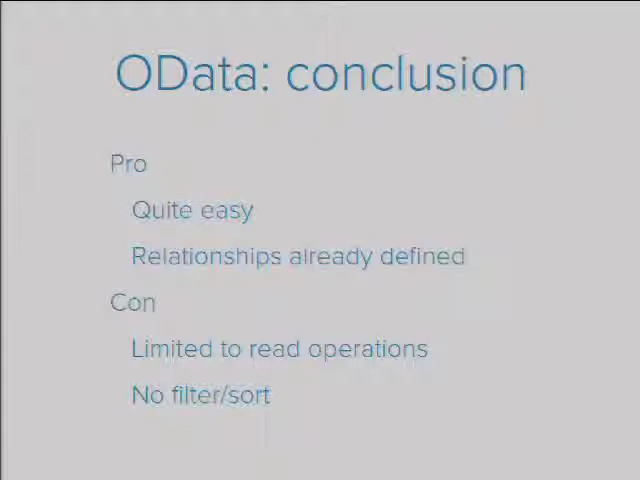 OData: conclusion
Pro
Quite easy
Relationships already defined
Con
Limited to read operations
No filter/sort